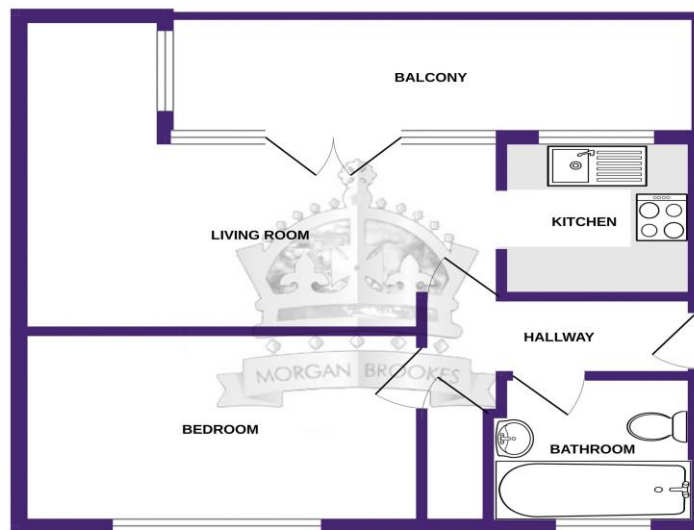 BALCONY
LIVING ROOM
KITCHEN
HALLWAY
MORGAN BROOKES
BEDROOM
BATHROOM